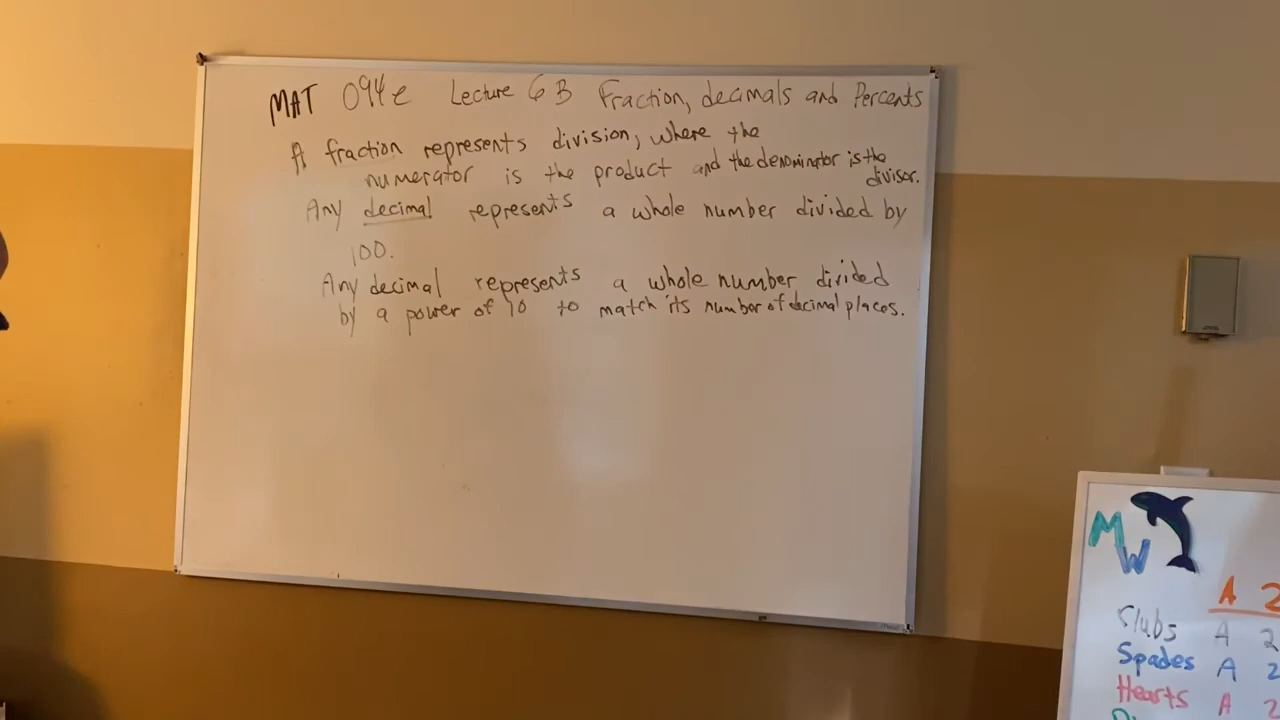 MAT 094e Lecture 6B Fraction, decimals and Percents
A fraction represents division, where the
numerator is the product and the denominator is the
divisor.
Any decimal represents a whole number divided by
100.
Any decimal represents a whole number divided
by a power of 10 to match its number of decimal places.
MW
A 2
Clubs A 2
Spades A 2
Hearts A 2